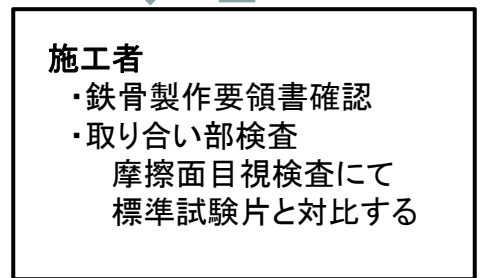 施工者
・鉄骨製作要領書確認
・取り合い部検査
摩擦面目視検査にて
標準試験片と対比する